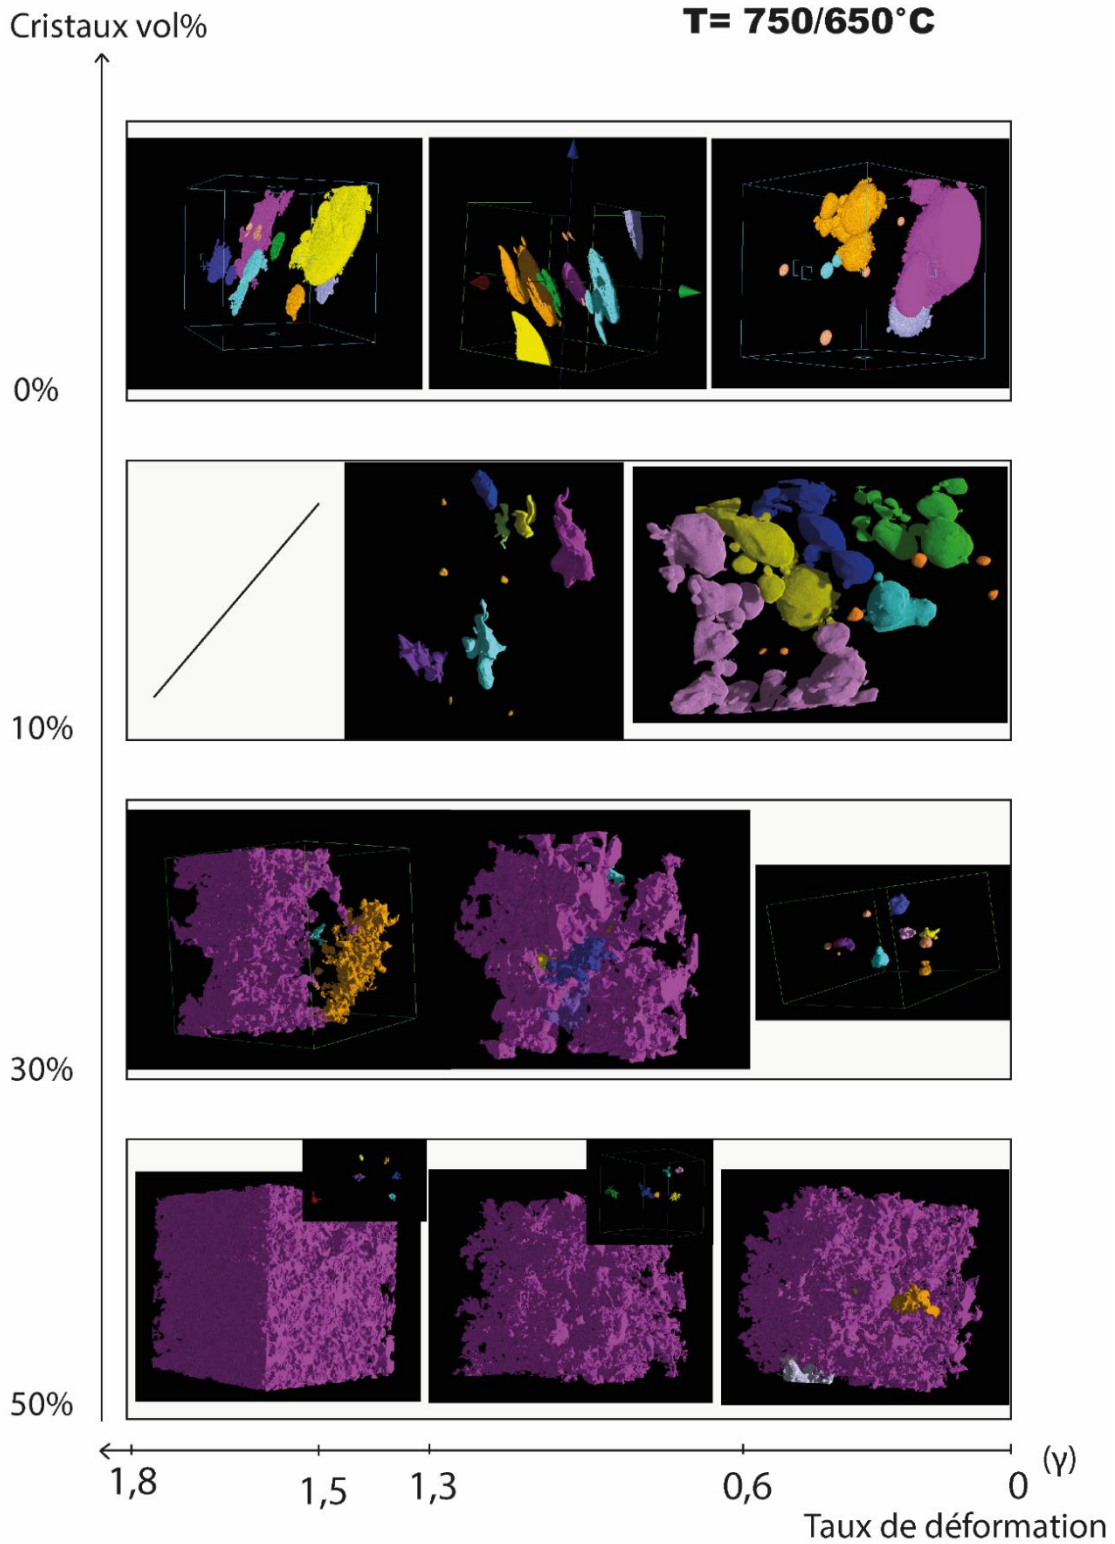 Cristaux vol%
T= 750/650°C
0%
10%
30%
50%
1,8
1,5
1,3
0,6
0
(γ)
Taux de déformation